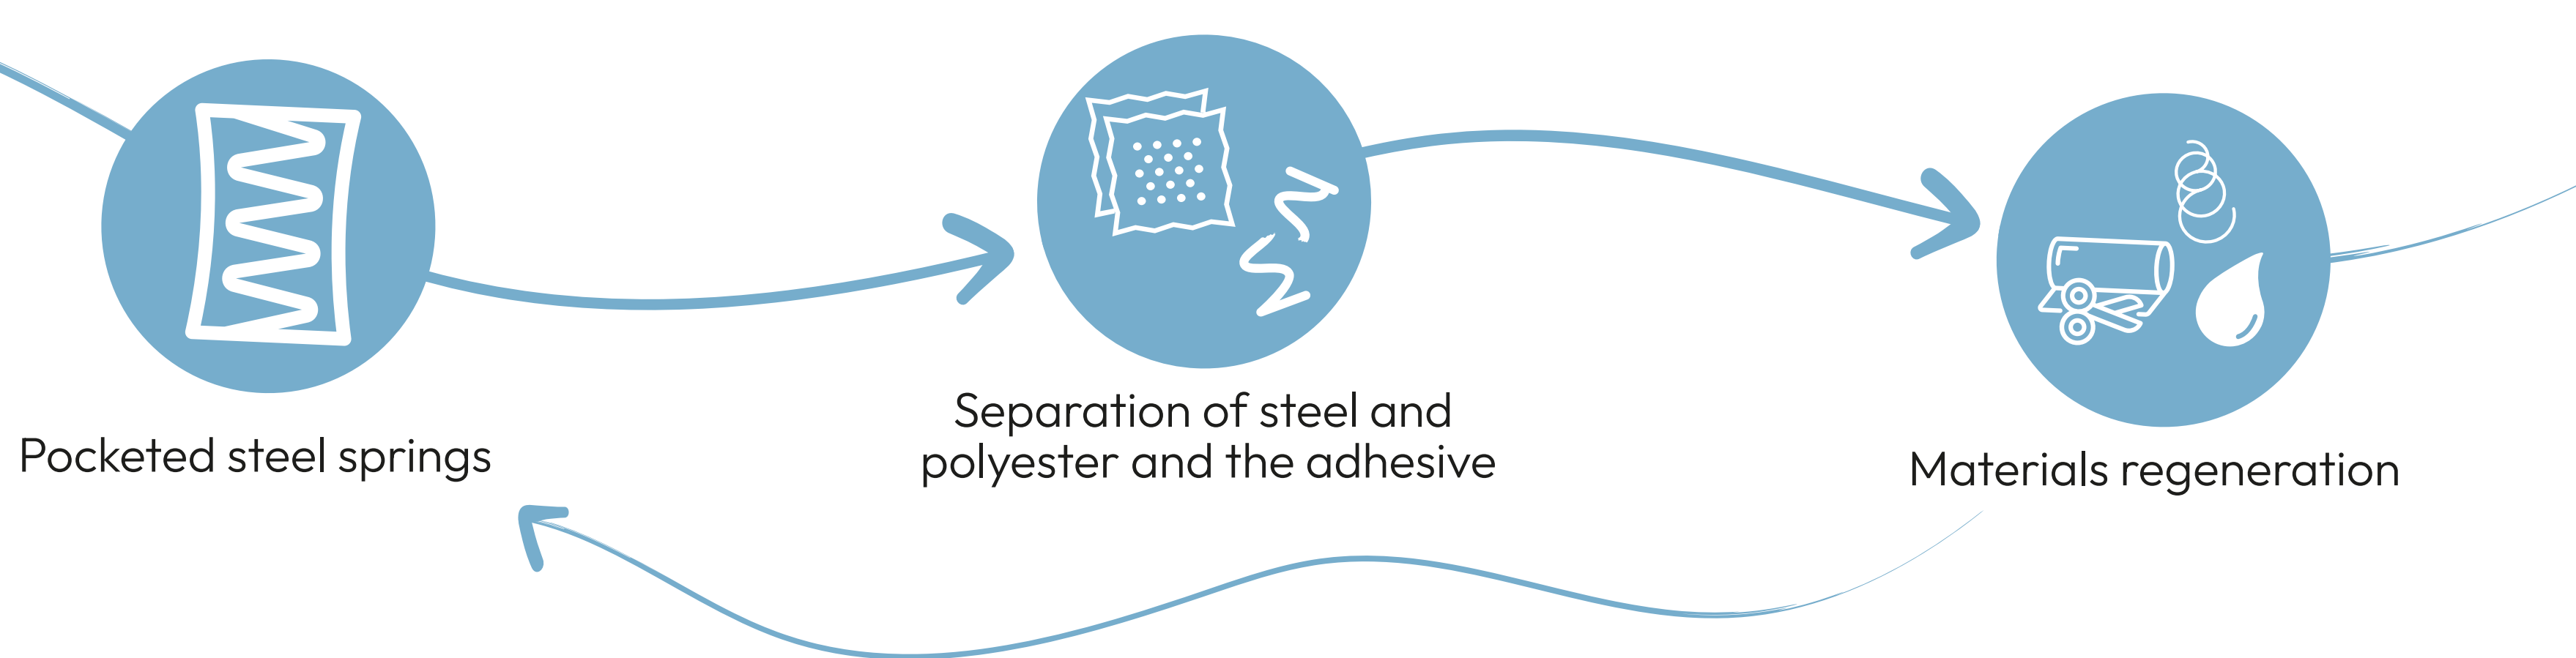 Pocketed steel springs
Separation of steel and
polyester and the adhesive
Materials regeneration